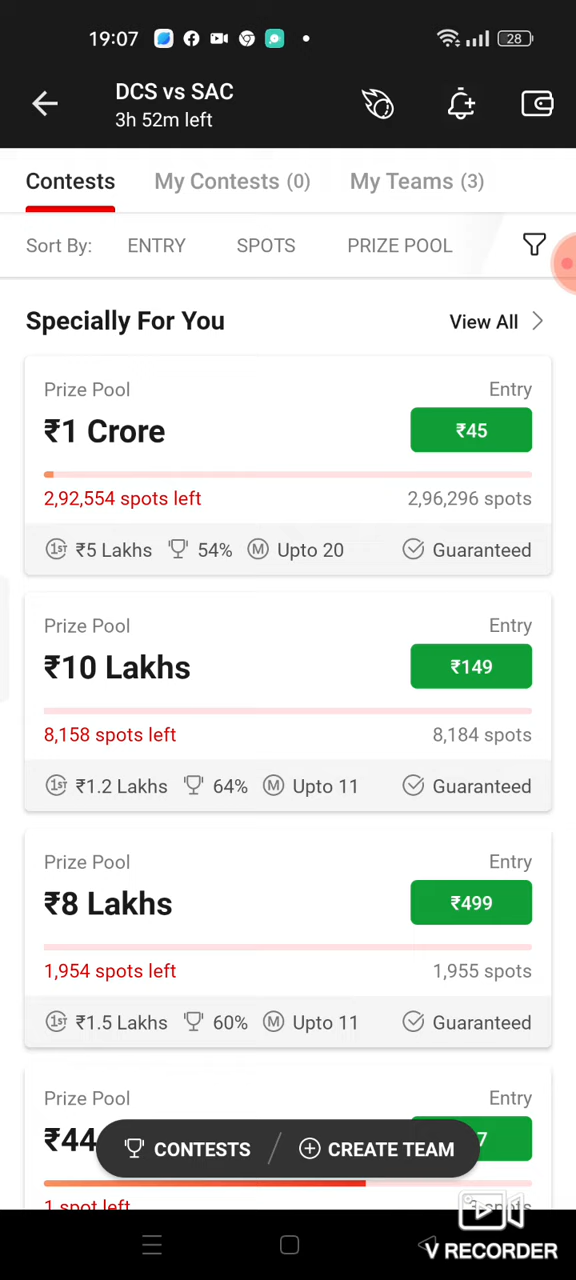 19:07
28
DCS vs SAC
3h 52m left
Contests My Contests (0) My Teams (3)
Sort By: ENTRY SPOTS PRIZE POOL
Specially For You View All
Prize Pool Entry
₹1 Crore ₹45
2,92,554 spots left 2,96,296 spots
1ST ₹5 Lakhs 54% M Upto 20 Guaranteed
Prize Pool Entry
₹10 Lakhs ₹149
8,158 spots left 8,184 spots
1ST ₹1.2 Lakhs 64% M Upto 11 Guaranteed
Prize Pool Entry
₹8 Lakhs ₹499
1,954 spots left 1,955 spots
1ST ₹1.5 Lakhs 60% M Upto 11 Guaranteed
Prize Pool Entry
₹44 7
CONTESTS CREATE TEAM
1 spot left
V RECORDER